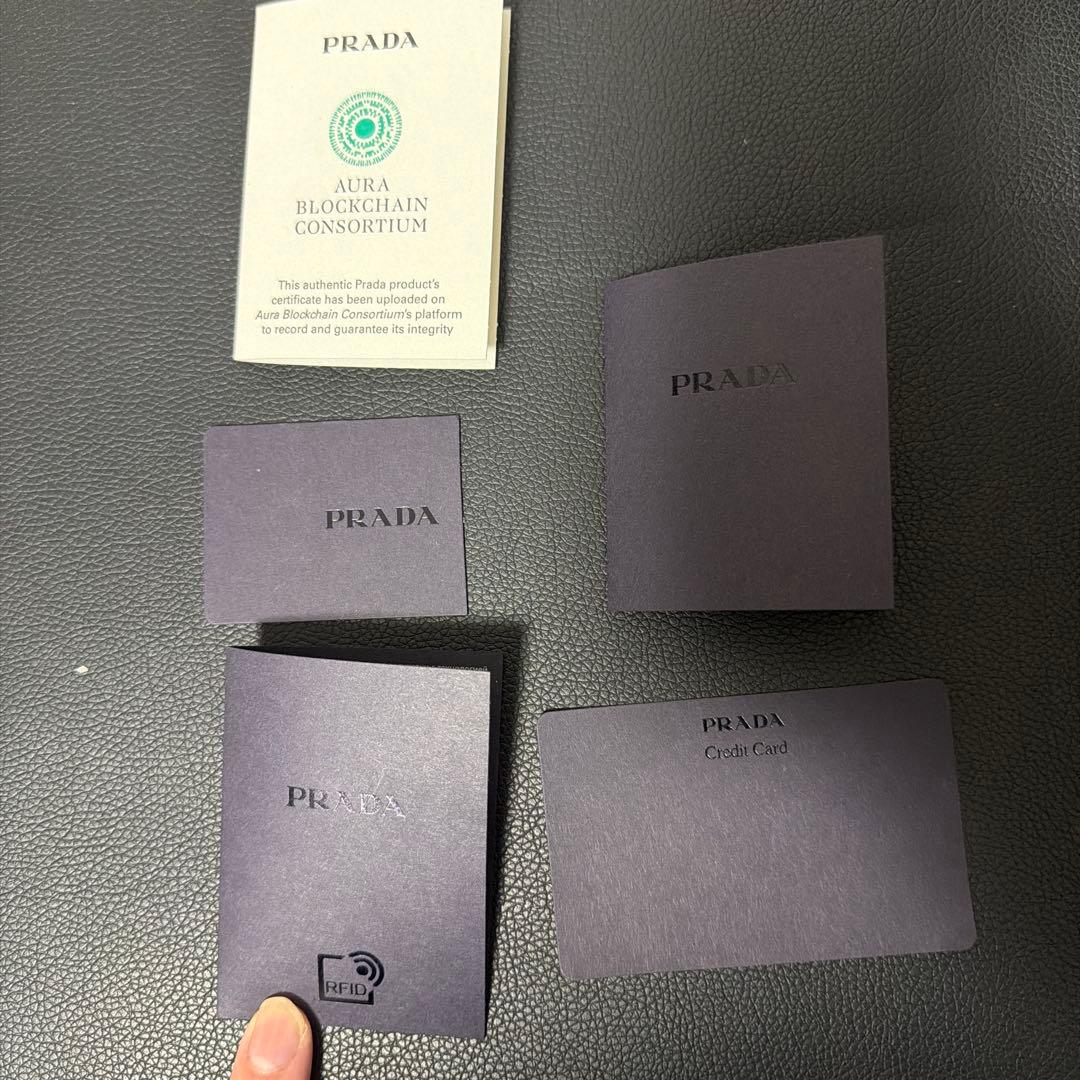 PRADA
AURA
BLOCKCHAIN
CONSORTIUM
This authentic Prada product's
certificate has been uploaded on
Aura Blockchain Consortium's platform
to record and guarantee its integrity
PRADA
PRADA
PRADA
RFID
PRADA
Credit Card